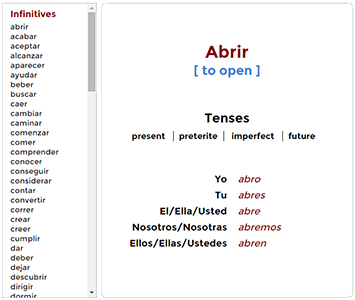 Infinitives
abrir
acabar
aceptar
alcanzar
aparecer
ayudar
beber
buscar
caer
cambiar
caminar
comenzar
comer
comprender
conocer
conseguir
considerar
contar
convertir
correr
crear
creer
cumplir
dar
deber
dejar
descubrir
dirigir
dormir
Abrir
[ to open ]
Tenses
present | preterite | imperfect | future
Yo abro
Tu abres
El/Ella/Usted abre
Nosotros/Nosotras abremos
Ellos/Ellas/Ustedes abren